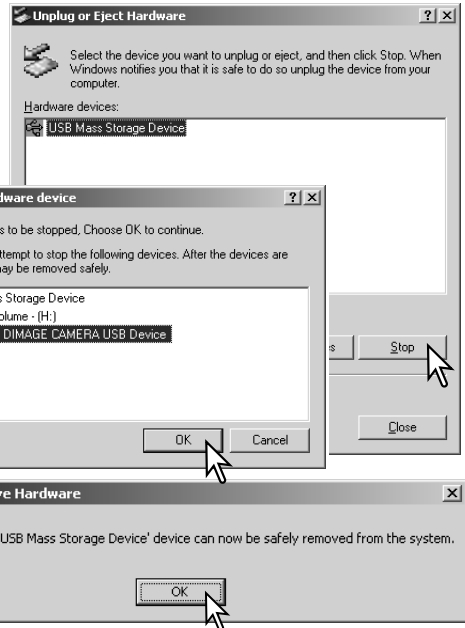 Unplug or Eject Hardware
Select the device you want to unplug or eject, and then click Stop. When
Windows notifies you that it is safe to do so unplug the device from your
computer.
Hardware devices:
USB Mass Storage Device
dware device
s to be stopped, Choose OK to continue.
ttempt to stop the following devices. After the devices are
may be removed safely.
s Storage Device
olume - (H:)
DIMAGE CAMERA USB Device
s Stop
OK Cancel
Close
ve Hardware
USB Mass Storage Device' device can now be safely removed from the system.
OK